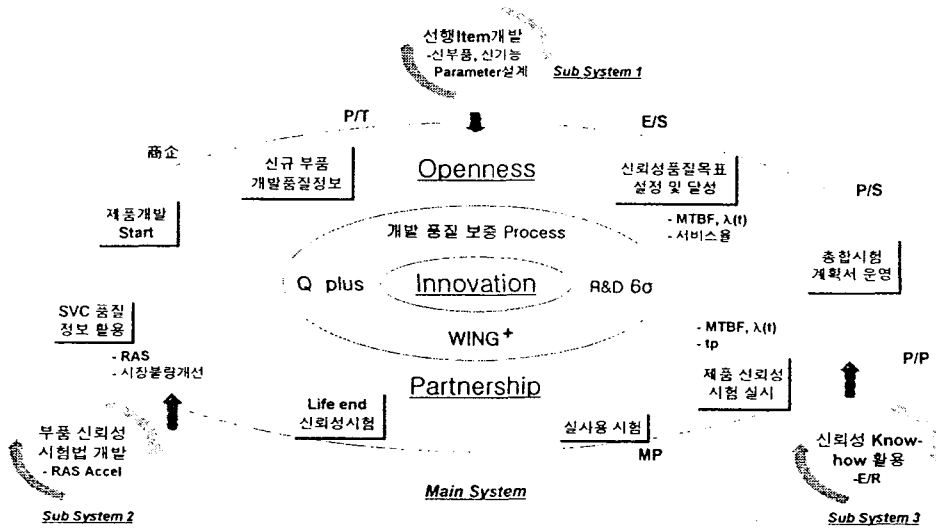 선행Item개발
-신부품, 신기능
Parameter설계
Sub System 1
P/T
E/S
商企
신규 부품
개발품질정보
Openness
신뢰성품질목표
설정 및 달성
P/S
제품개발
Start
- MTBF, λ(t)
- 서비스율
개발 품질 보증 Process
총합시험
계획서 운영
Q plus
Innovation
R&D 6σ
SVC 품질
정보 활용
WING+
- MTBF, λ(t)
- tp
- RAS
- 시장불량개선
P/P
Partnership
제품 신뢰성
시험 실시
Life end
신뢰성시험
실사용 시험
MP
부품 신뢰성
시험법 개발
- RAS Accel
신뢰성 Know-
how 활용
-E/R
Main System
Sub System 2
Sub System 3